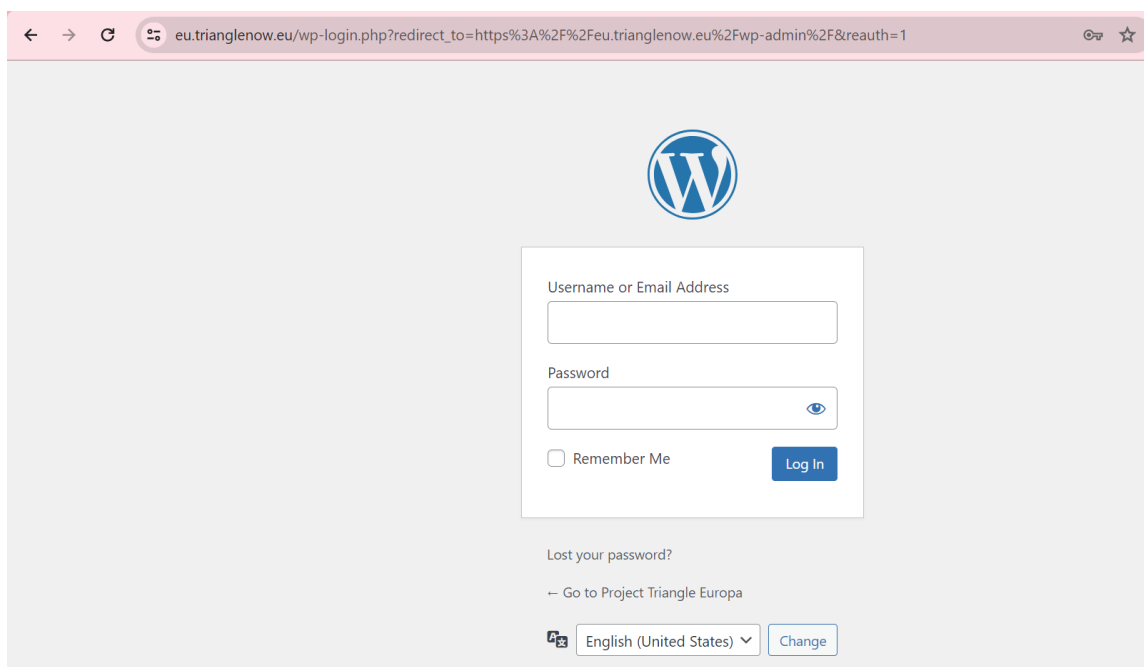 eu.trianglenow.eu/wp-login.php?redirect_to=https%3A%2F%2Feu.trianglenow.eu%2Fwp-admin%2F&reauth=1
W
Username or Email Address
Password
Remember Me
Log In
Lost your password?
← Go to Project Triangle Europa
English (United States)
Change